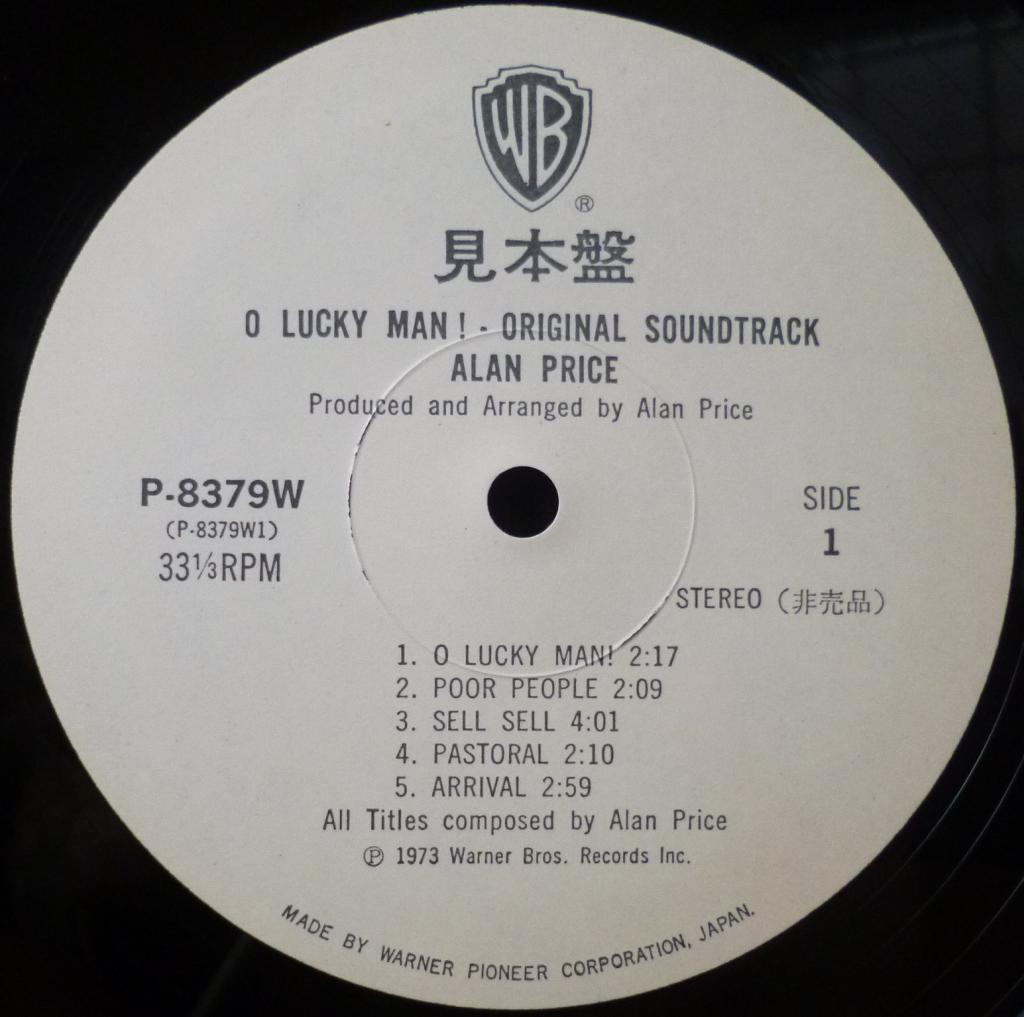 WB
®
見本盤
O LUCKY MAN! - ORIGINAL SOUNDTRACK
ALAN PRICE
Produced and Arranged by Alan Price
P-8379W
(P-8379W1)
33⅓RPM
SIDE
1
STEREO (非売品)
1. O LUCKY MAN! 2:17
2. POOR PEOPLE 2:09
3. SELL SELL 4:01
4. PASTORAL 2:10
5. ARRIVAL 2:59
All Titles composed by Alan Price
℗ 1973 Warner Bros. Records Inc.
MADE BY WARNER PIONEER CORPORATION, JAPAN.